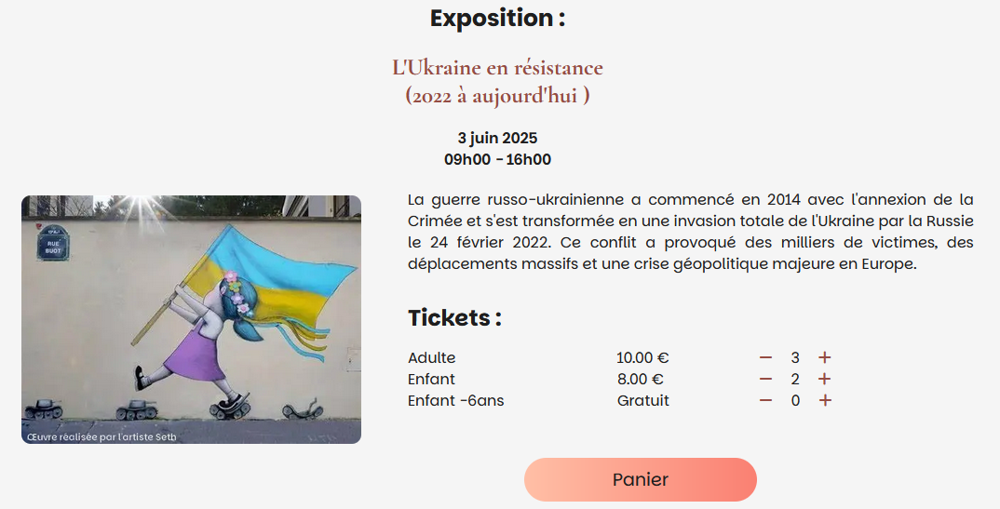 Exposition :
L'Ukraine en résistance
(2022 à aujourd'hui )
3 juin 2025
09h00 - 16h00
RUE
BUOT
Œuvre réalisée par l'artiste Seth
La guerre russo-ukrainienne a commencé en 2014 avec l'annexion de la
Crimée et s'est transformée en une invasion totale de l'Ukraine par la Russie
le 24 février 2022. Ce conflit a provoqué des milliers de victimes, des
déplacements massifs et une crise géopolitique majeure en Europe.
Tickets :
Adulte 10.00 € − 3 +
Enfant 8.00 € − 2 +
Enfant -6ans Gratuit − 0 +
Panier